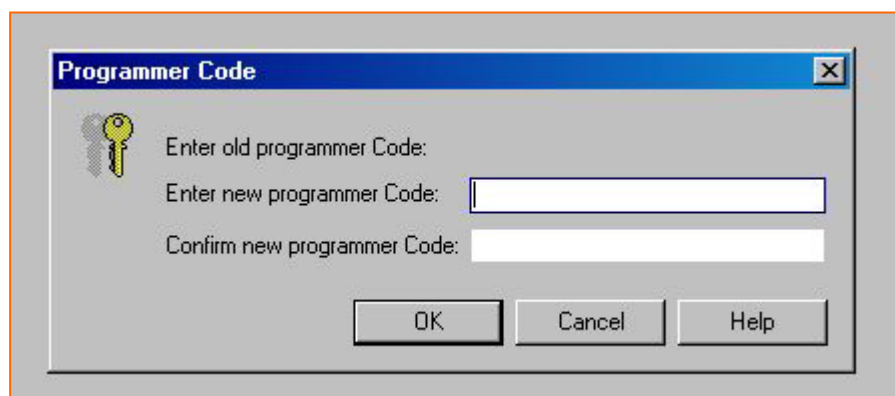 Programmer Code
Enter old programmer Code:
Enter new programmer Code:
Confirm new programmer Code:
OK Cancel Help